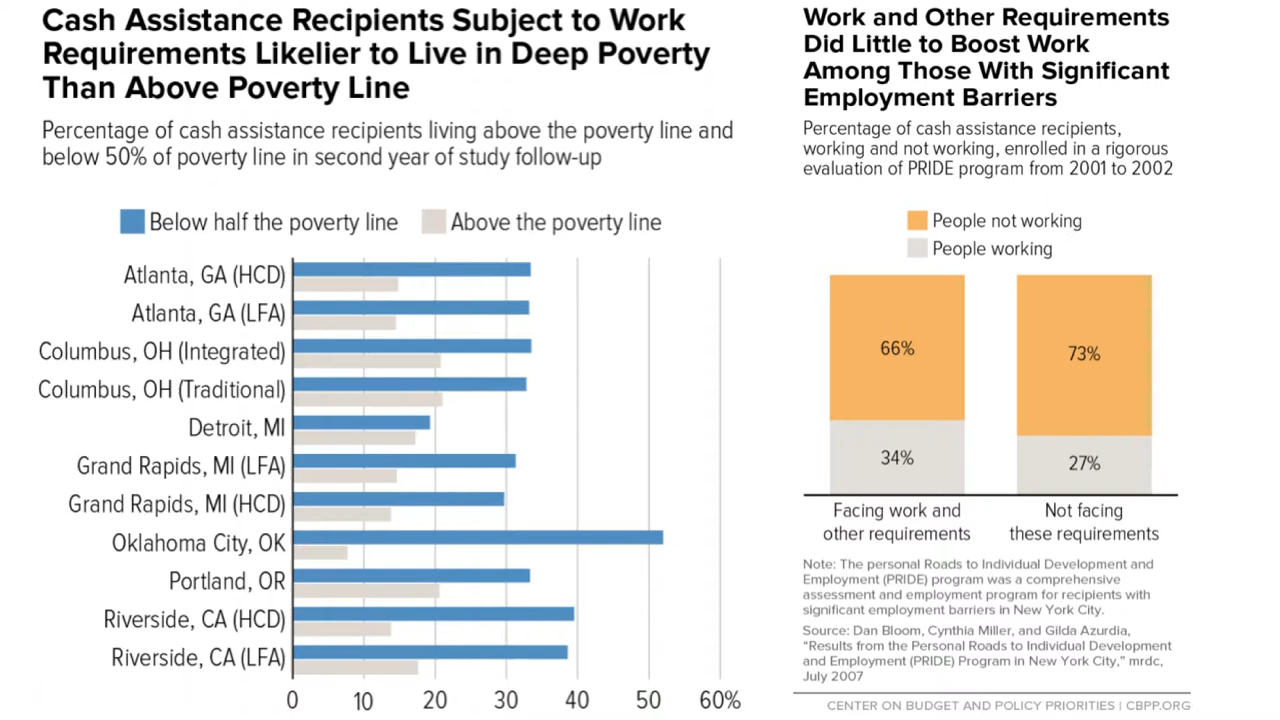 Cash Assistance Recipients Subject to Work
Requirements Likelier to Live in Deep Poverty
Than Above Poverty Line
Percentage of cash assistance recipients living above the poverty line and
below 50% of poverty line in second year of study follow-up
Below half the poverty line
Above the poverty line
Atlanta, GA (HCD)
Atlanta, GA (LFA)
Columbus, OH (Integrated)
Columbus, OH (Traditional)
Detroit, MI
Grand Rapids, MI (LFA)
Grand Rapids, MI (HCD)
Oklahoma City, OK
Portland, OR
Riverside, CA (HCD)
Riverside, CA (LFA)
0 10 20 30 40 50 60%
Work and Other Requirements
Did Little to Boost Work
Among Those With Significant
Employment Barriers
Percentage of cash assistance recipients,
working and not working, enrolled in a rigorous
evaluation of PRIDE program from 2001 to 2002
People not working
People working
66%
73%
34%
27%
Facing work and
other requirements
Not facing
these requirements
Note: The personal Roads to Individual Development and
Employment (PRIDE) program was a comprehensive
assessment and employment program for recipients with
significant employment barriers in New York City.
Source: Dan Bloom, Cynthia Miller, and Gilda Azurdia,
“Results from the Personal Roads to Individual Development
and Employment (PRIDE) Program in New York City,” mrdc,
July 2007
CENTER ON BUDGET AND POLICY PRIORITIES | CBPP.ORG